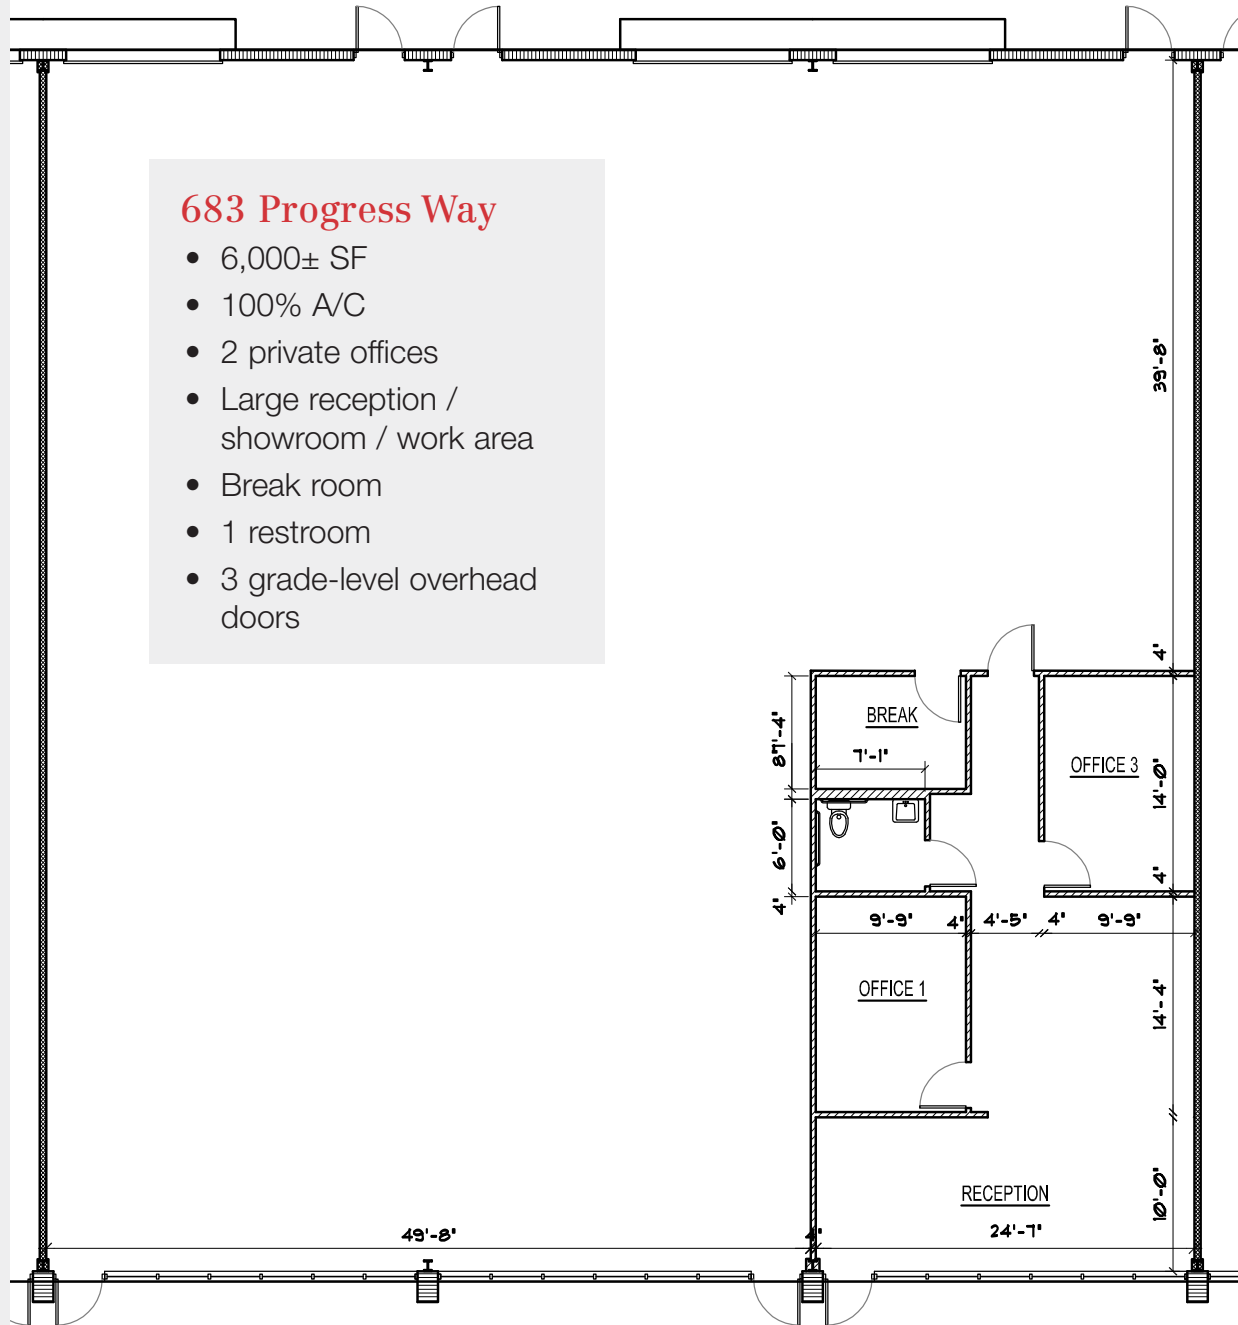 683 Progress Way
• 6,000± SF
• 100% A/C
• 2 private offices
• Large reception /
showroom / work area
• Break room
• 1 restroom
• 3 grade-level overhead
doors
39'-8"
4"
BREAK
7'-1"
7'-4"
OFFICE 3
14'-0"
6'-0"
4"
4"
9'-9"
4"
4'-5"
4"
9'-9"
OFFICE 1
14'-4"
RECEPTION
10'-0"
49'-8"
4"
24'-7"